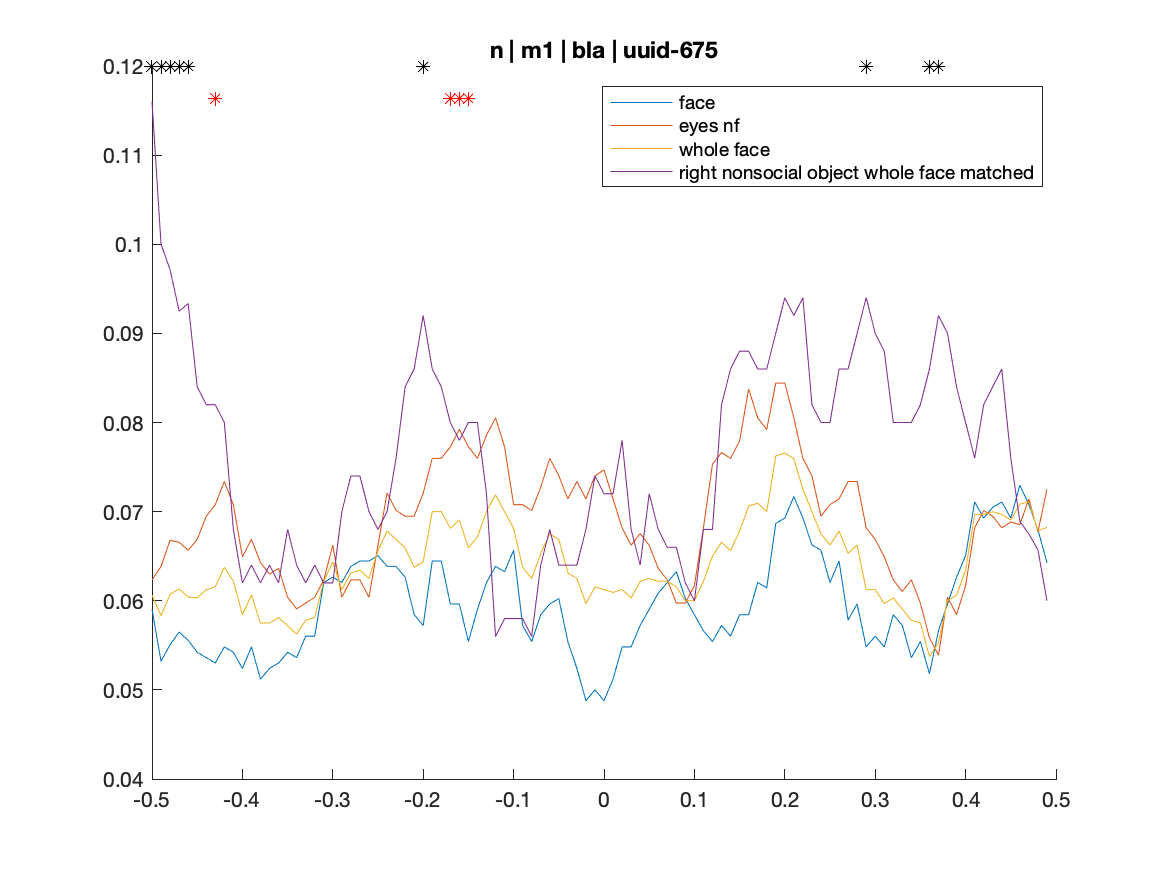 n | m1 | bla | uuid-675
face
eyes nf
whole face
right nonsocial object whole face matched
0.12
0.11
0.1
0.09
0.08
0.07
0.06
0.05
0.04
-0.5 -0.4 -0.3 -0.2 -0.1 0 0.1 0.2 0.3 0.4 0.5